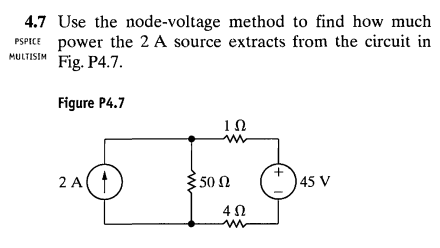 4.7 Use the node-voltage method to find how much
PSPICE power the 2 A source extracts from the circuit in
MULTISIM Fig. P4.7.
Figure P4.7
1 Ω
2 A
50 Ω
+
45 V
−
4 Ω